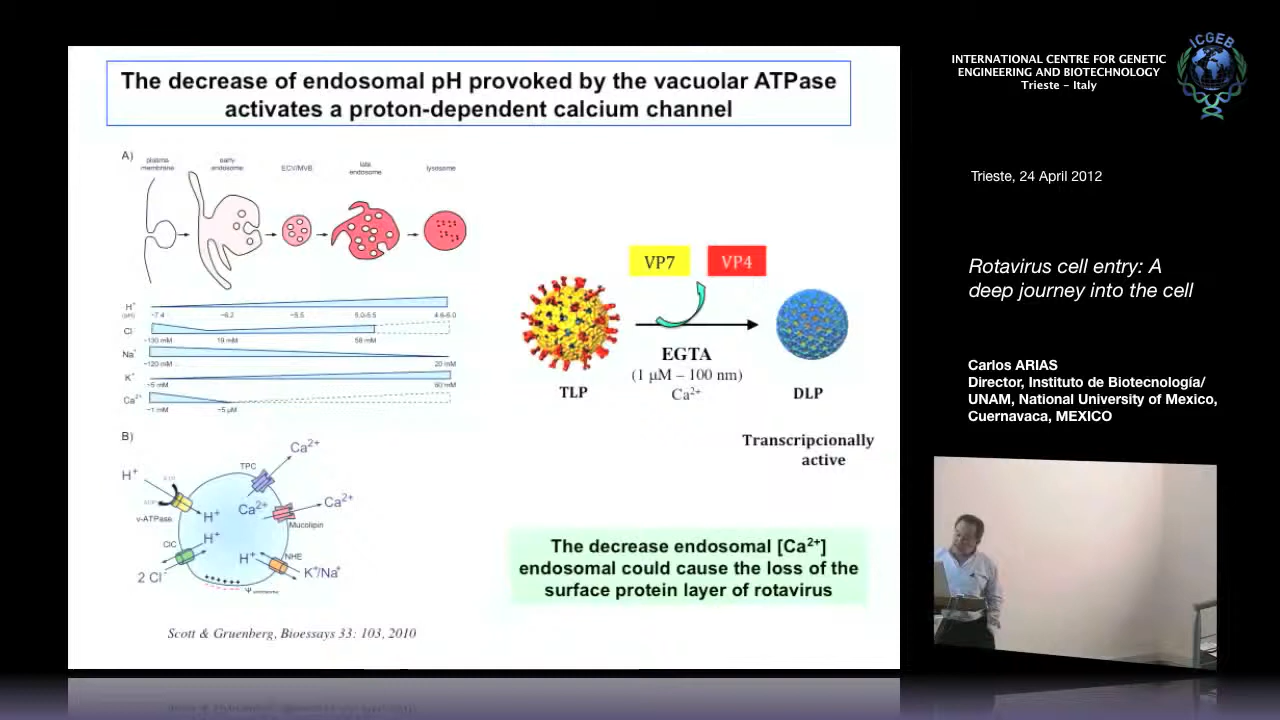 The decrease of endosomal pH provoked by the vacuolar ATPase
activates a proton-dependent calcium channel
A)
plasma
membrane
early
endosome
ECV/MVB
late
endosome
lysosome
H⁺
(pH)
~7.4
~6.2
~5.5
5.0-5.5
4.6-5.0
Cl⁻
~130 mM
19 mM
58 mM
Na⁺
~120 mM
20 mM
K⁺
~5 mM
60 mM
Ca²⁺
~1 mM
~5 µM
B)
H⁺
v-ATPase
H⁺
TPC
Ca²⁺
Ca²⁺
Ca²⁺
Mucolipin
ClC
H⁺
2 Cl⁻
H⁺
NHE
K⁺/Na⁺
Scott & Gruenberg, Bioessays 33: 103, 2010
VP7
VP4
EGTA
(1 µM – 100 nm)
Ca²⁺
TLP
DLP
Transcripcionally
active
The decrease endosomal [Ca²⁺]
endosomal could cause the loss of the
surface protein layer of rotavirus
INTERNATIONAL CENTRE FOR GENETIC
ENGINEERING AND BIOTECHNOLOGY
Trieste - Italy
ICGEB
Trieste, 24 April 2012
Rotavirus cell entry: A
deep journey into the cell
Carlos ARIAS
Director, Instituto de Biotecnología/
UNAM, National University of Mexico,
Cuernavaca, MEXICO